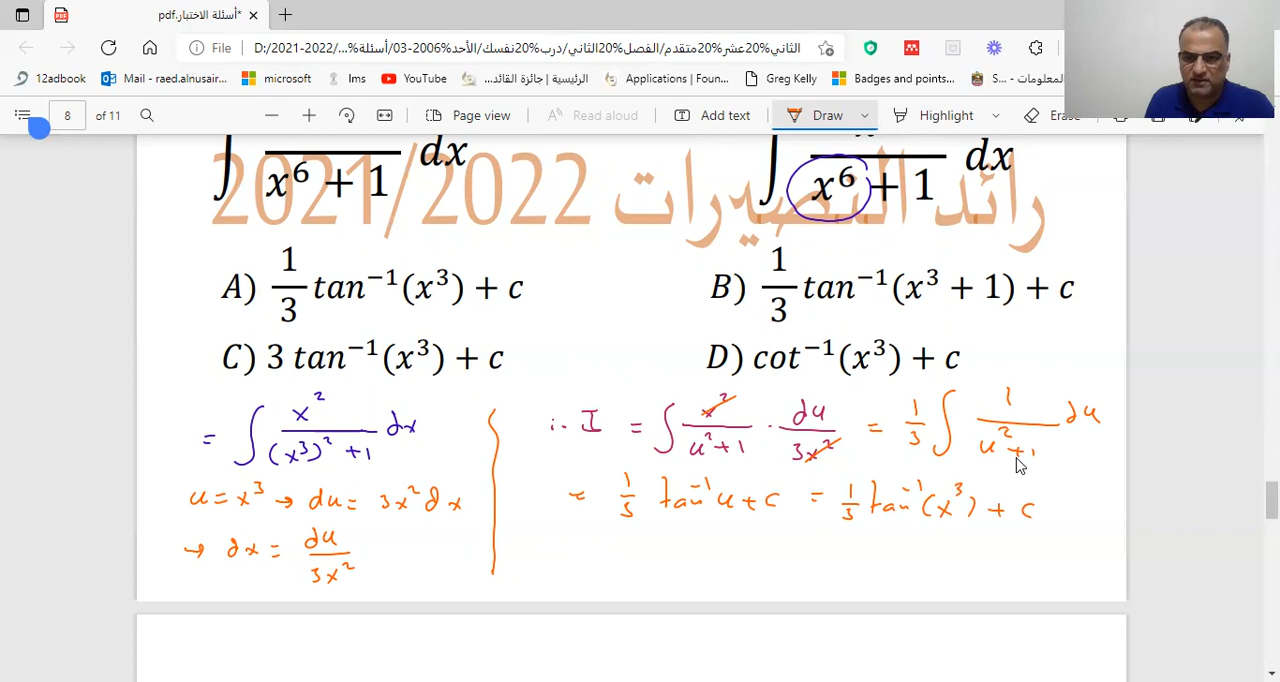 أسئلة الاختبار.pdf*
File D:/2021-2022/الثاني%20عشر%20متقدم/الفصل%20الثاني/درب%20نفسك/الأحد%2006-03/أسئلة%...
12adbook Mail - raed.alnusair... microsoft lms YouTube الرئيسية | جائزة القائد... Applications | Foun... Greg Kelly Badges and points... S... - المعلومات
8 of 11 Page view Read aloud Add text Draw Highlight
∫ / x⁶ + 1 dx ∫ / x⁶ + 1 dx
رائد النصيرات 2021/2022
A) 1/3 tan⁻¹(x³) + c B) 1/3 tan⁻¹(x³ + 1) + c
C) 3 tan⁻¹(x³) + c D) cot⁻¹(x³) + c
= ∫ x²/((x³)² + 1) dx
u = x³ → du = 3x² dx
→ dx = du/3x²
∴ I = ∫ x²/(u²+1) · du/3x² = 1/3 ∫ 1/(u²+1) du
= 1/3 tan⁻¹ u + c = 1/3 tan⁻¹(x³) + c